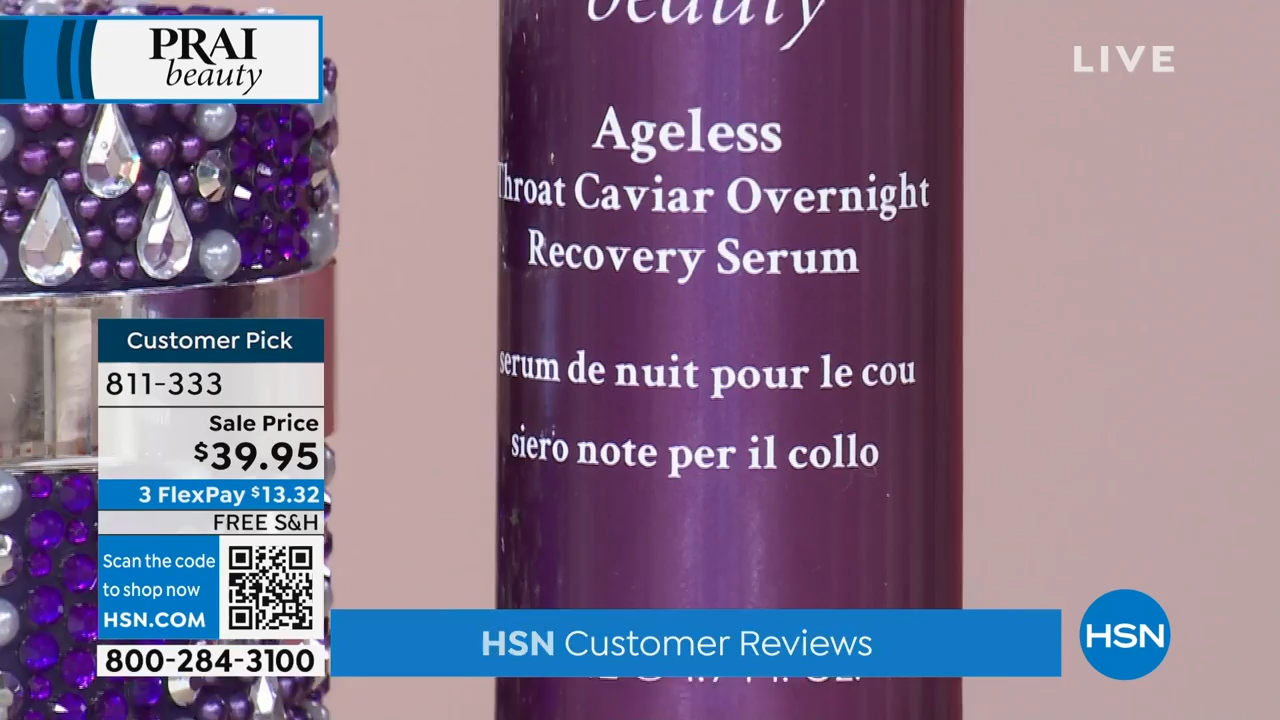 PRAI
beauty
LIVE
beauty
Ageless
Throat Caviar Overnight
Recovery Serum
serum de nuit pour le cou
siero note per il collo
Customer Pick
811-333
Sale Price
$39.95
3 FlexPay $13.32
FREE S&H
Scan the code
to shop now
HSN.COM
800-284-3100
HSN Customer Reviews
HSN